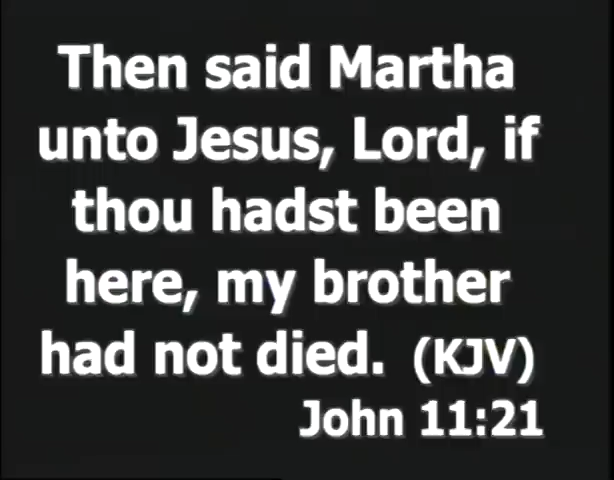 Then said Martha
unto Jesus, Lord, if
thou hadst been
here, my brother
had not died. (KJV)
John 11:21